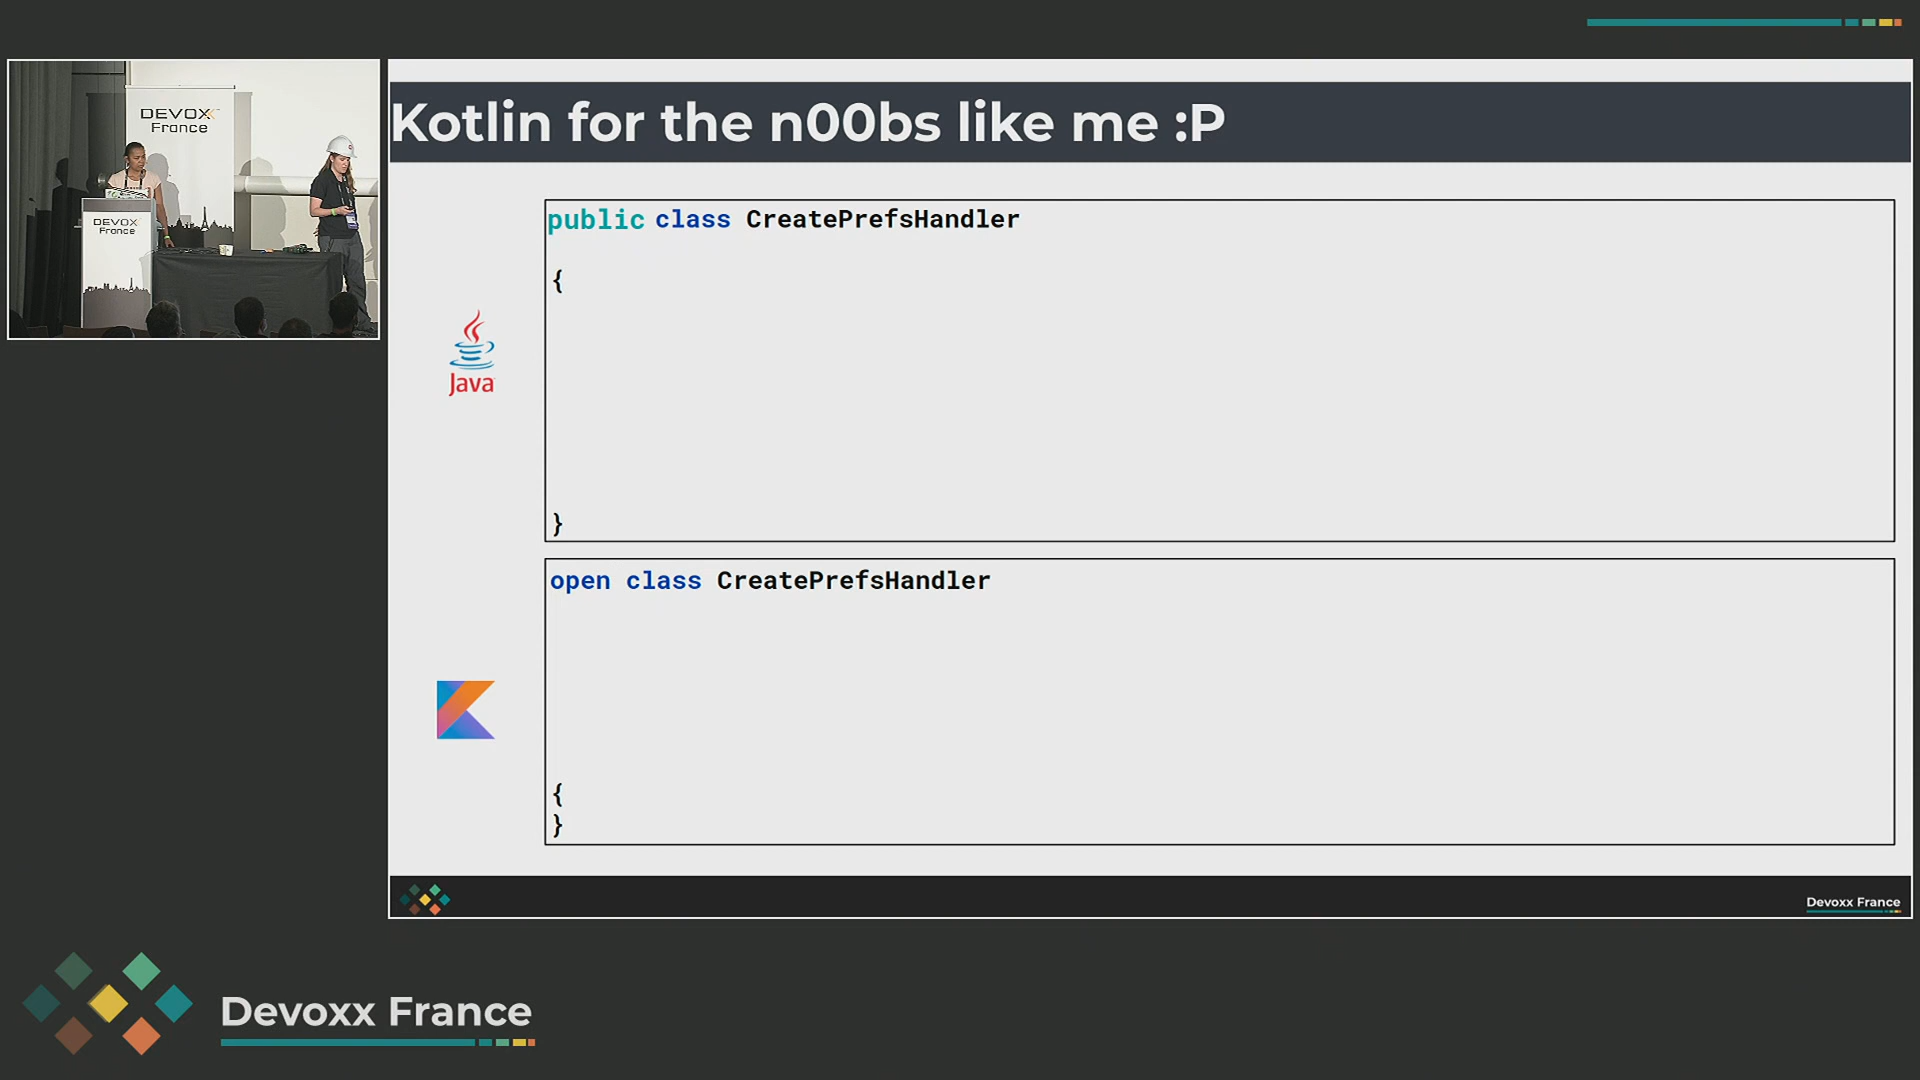 DEVOXX
France
DEVOXX
France
Kotlin for the n00bs like me :P
public class CreatePrefsHandler
{
}
Java
open class CreatePrefsHandler
{
}
Devoxx France
Devoxx France